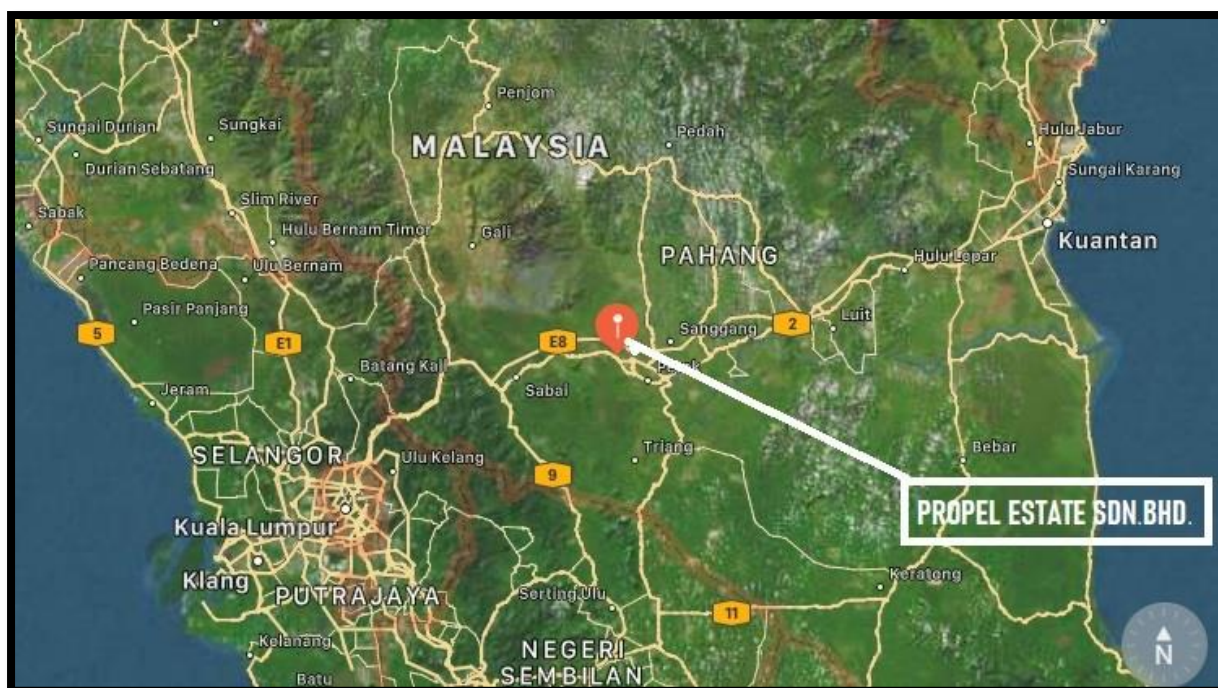 Penjom
Sungai Durian
Sungkai
MALAYSIA
Pedah
Hulu Jabur
Durian Sebatang
Sungai Karang
Slim River
Sabak
Hulu Bernam Timor
Gali
PAHANG
Kuantan
Hulu Lepar
Pancang Bedena
Ulu Bernam
Pasir Panjang
5
E1
E8
Sanggang
2
Luit
Batang Kali
Sabai
Jeram
SELANGOR
Ulu Kelang
Triang
Bebar
9
PROPEL ESTATE SDN.BHD.
Kuala Lumpur
Klang
PUTRAJAYA
Serting Ulu
Keratong
11
Kelanang
NEGERI
SEMBILAN
Batu
N